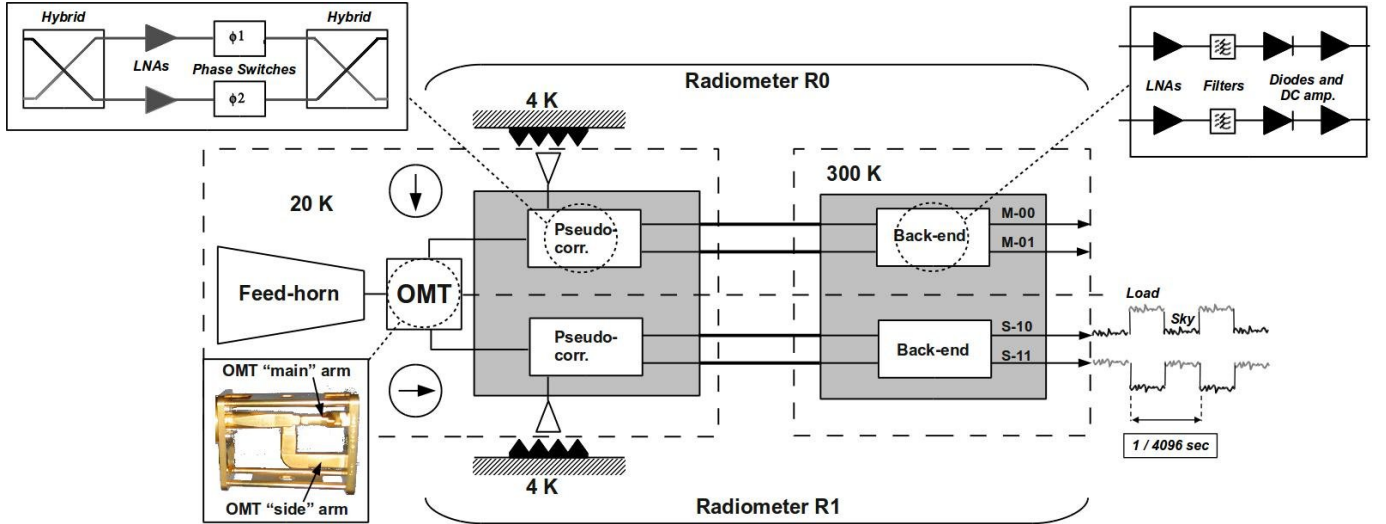 Hybrid
Hybrid
ϕ1
LNAs
Phase Switches
ϕ2
Radiometer R0
LNAs
Filters
Diodes and
DC amp.
4 K
20 K
300 K
Pseudo-
corr.
Back-end
M-00
M-01
Feed-horn
OMT
Load
Sky
Pseudo-
corr.
Back-end
S-10
S-11
OMT “main” arm
1 / 4096 sec
OMT “side” arm
4 K
Radiometer R1